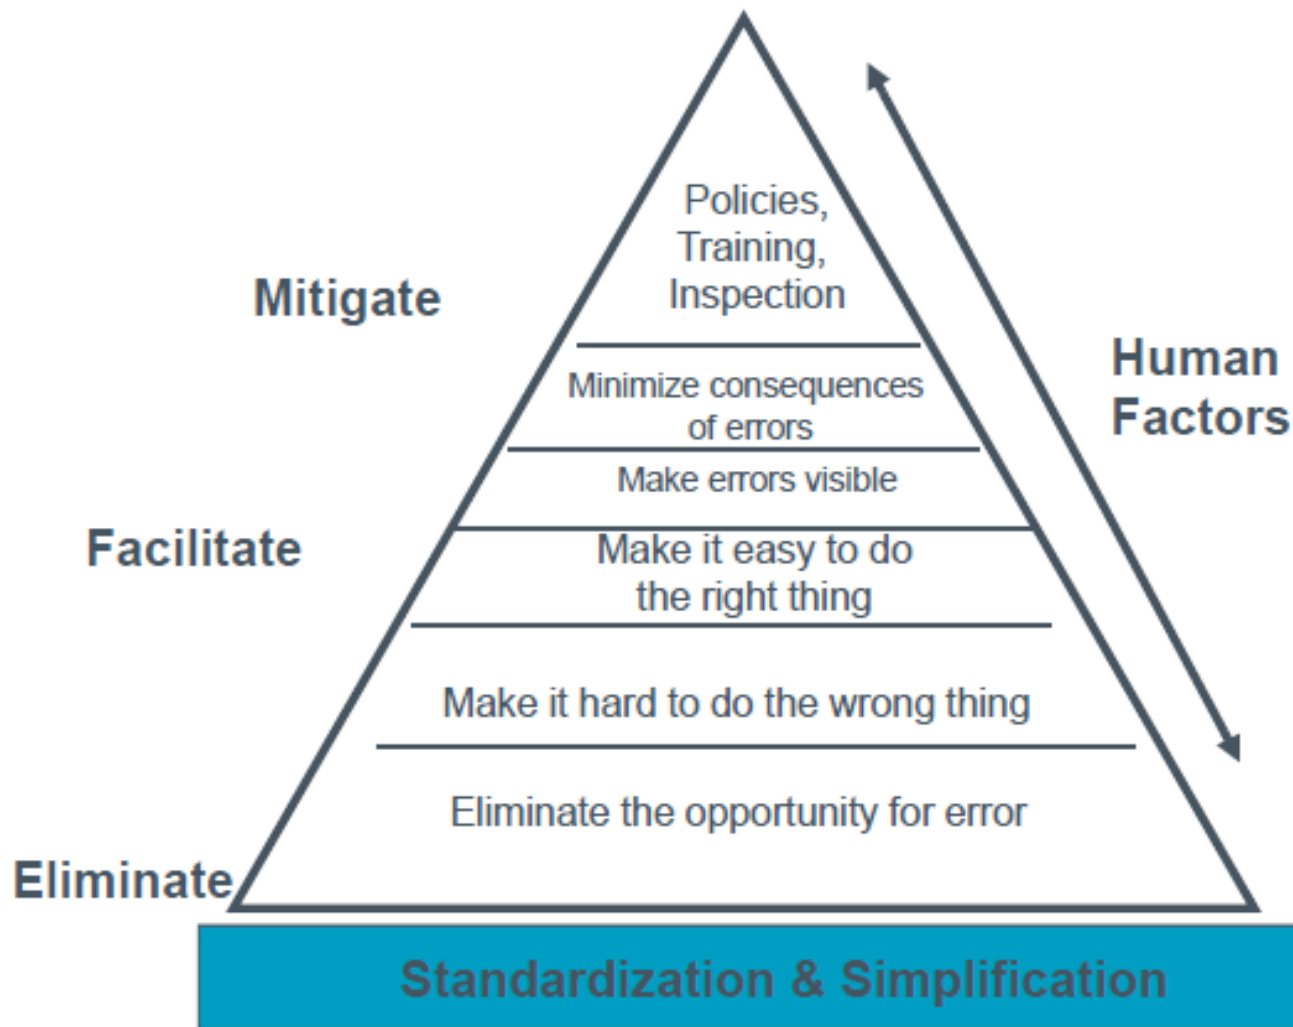 Policies,
Training,
Inspection
Mitigate
Human
Factors
Minimize consequences
of errors
Make errors visible
Facilitate
Make it easy to do
the right thing
Make it hard to do the wrong thing
Eliminate the opportunity for error
Eliminate
Standardization & Simplification